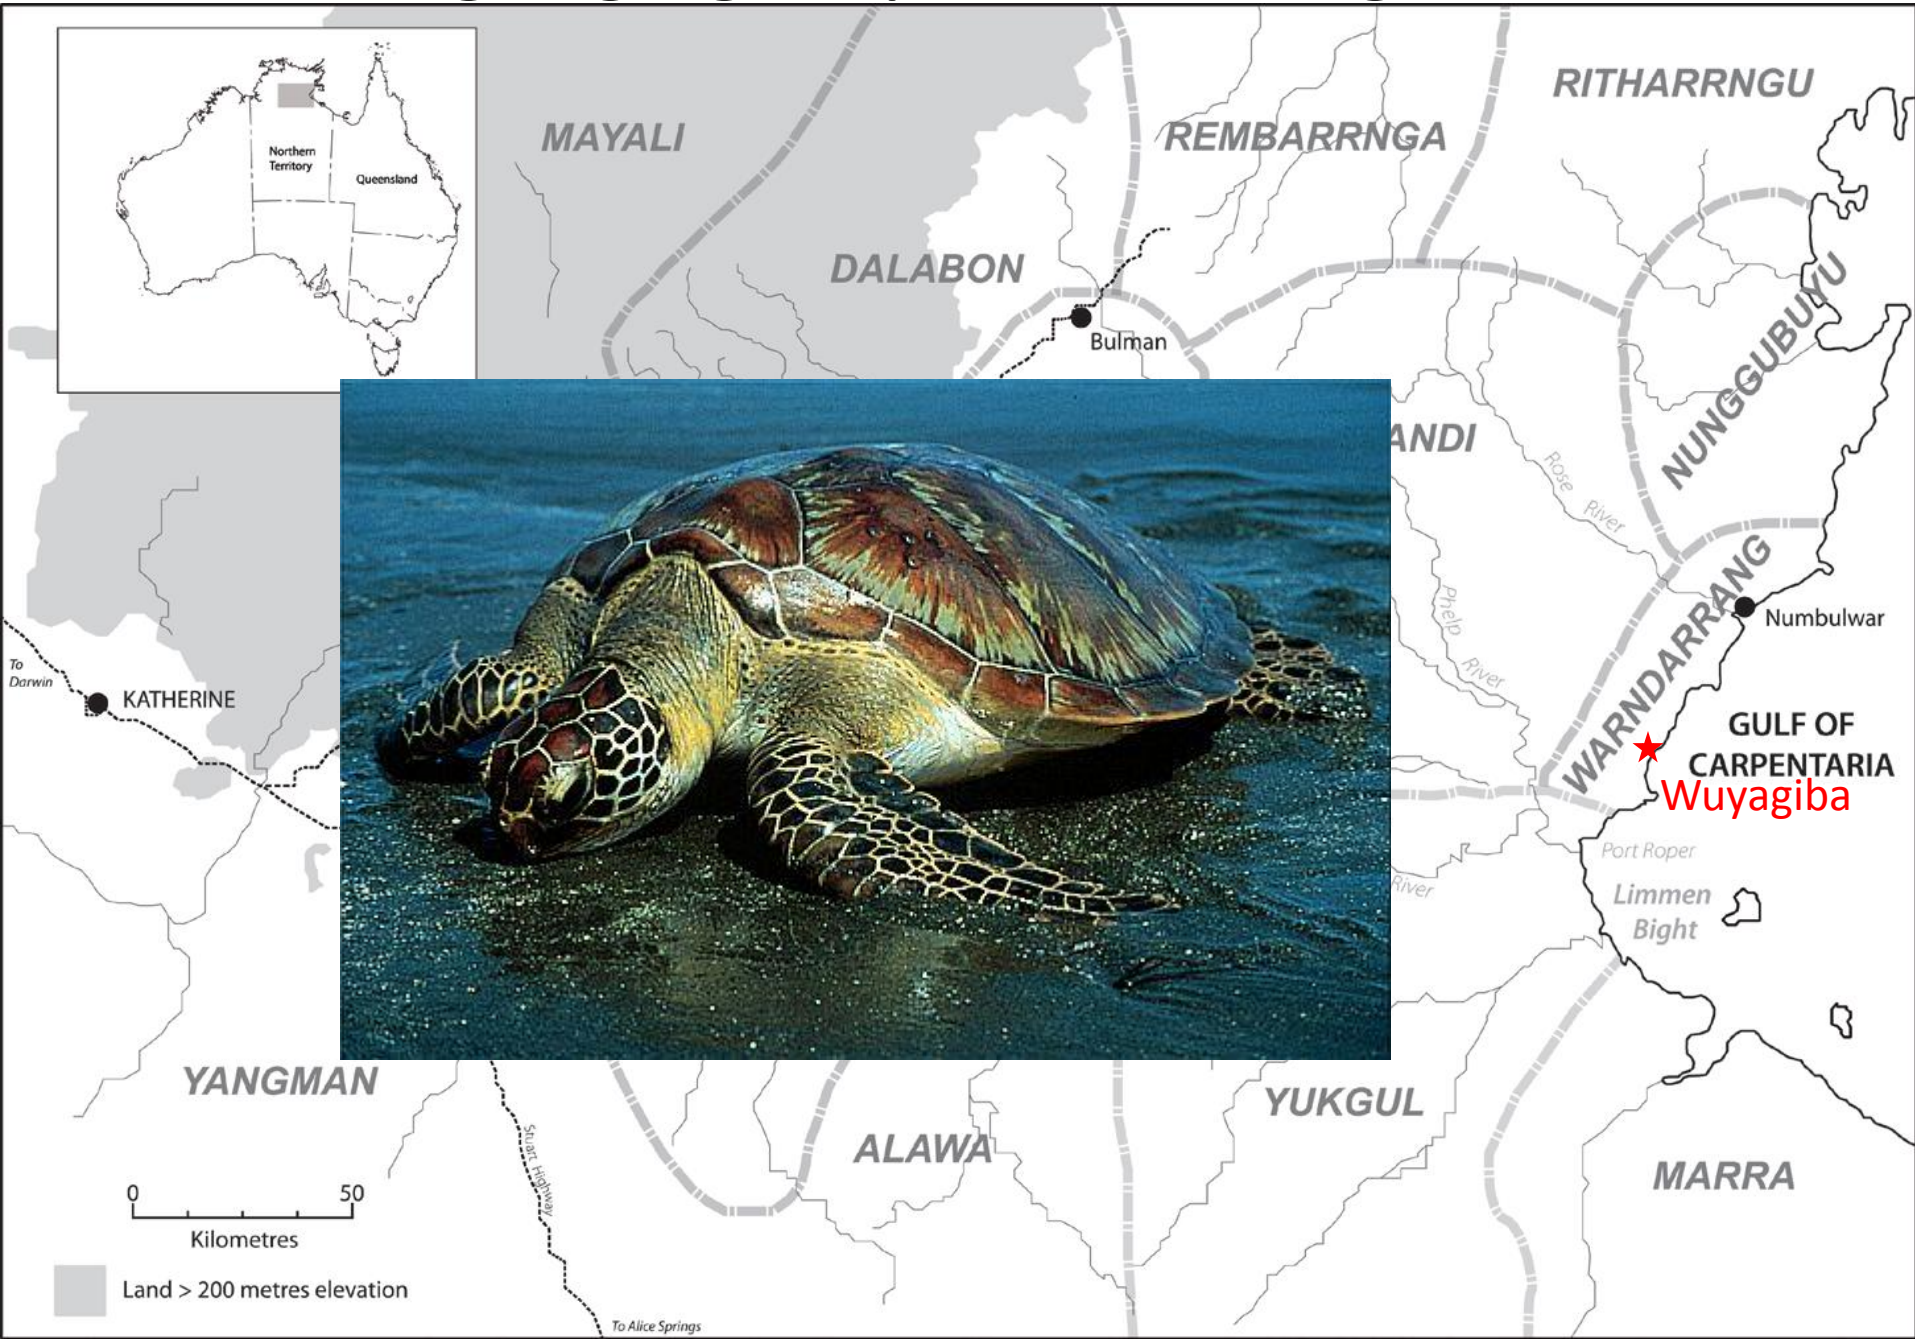 Northern
Territory
Queensland
MAYALI
REMBARRNGA
RITHARRNGU
DALABON
Bulman
NUNGGUBUYU
ANDI
Rose
River
WARNDARRANG
Numbulwar
Phelp
River
To
Darwin
KATHERINE
GULF OF
CARPENTARIA
Wuyagiba
Port Roper
River
Limmen
Bight
YANGMAN
YUKGUL
ALAWA
MARRA
Stuart Highway
0 50
Kilometres
Land > 200 metres elevation
To Alice Springs